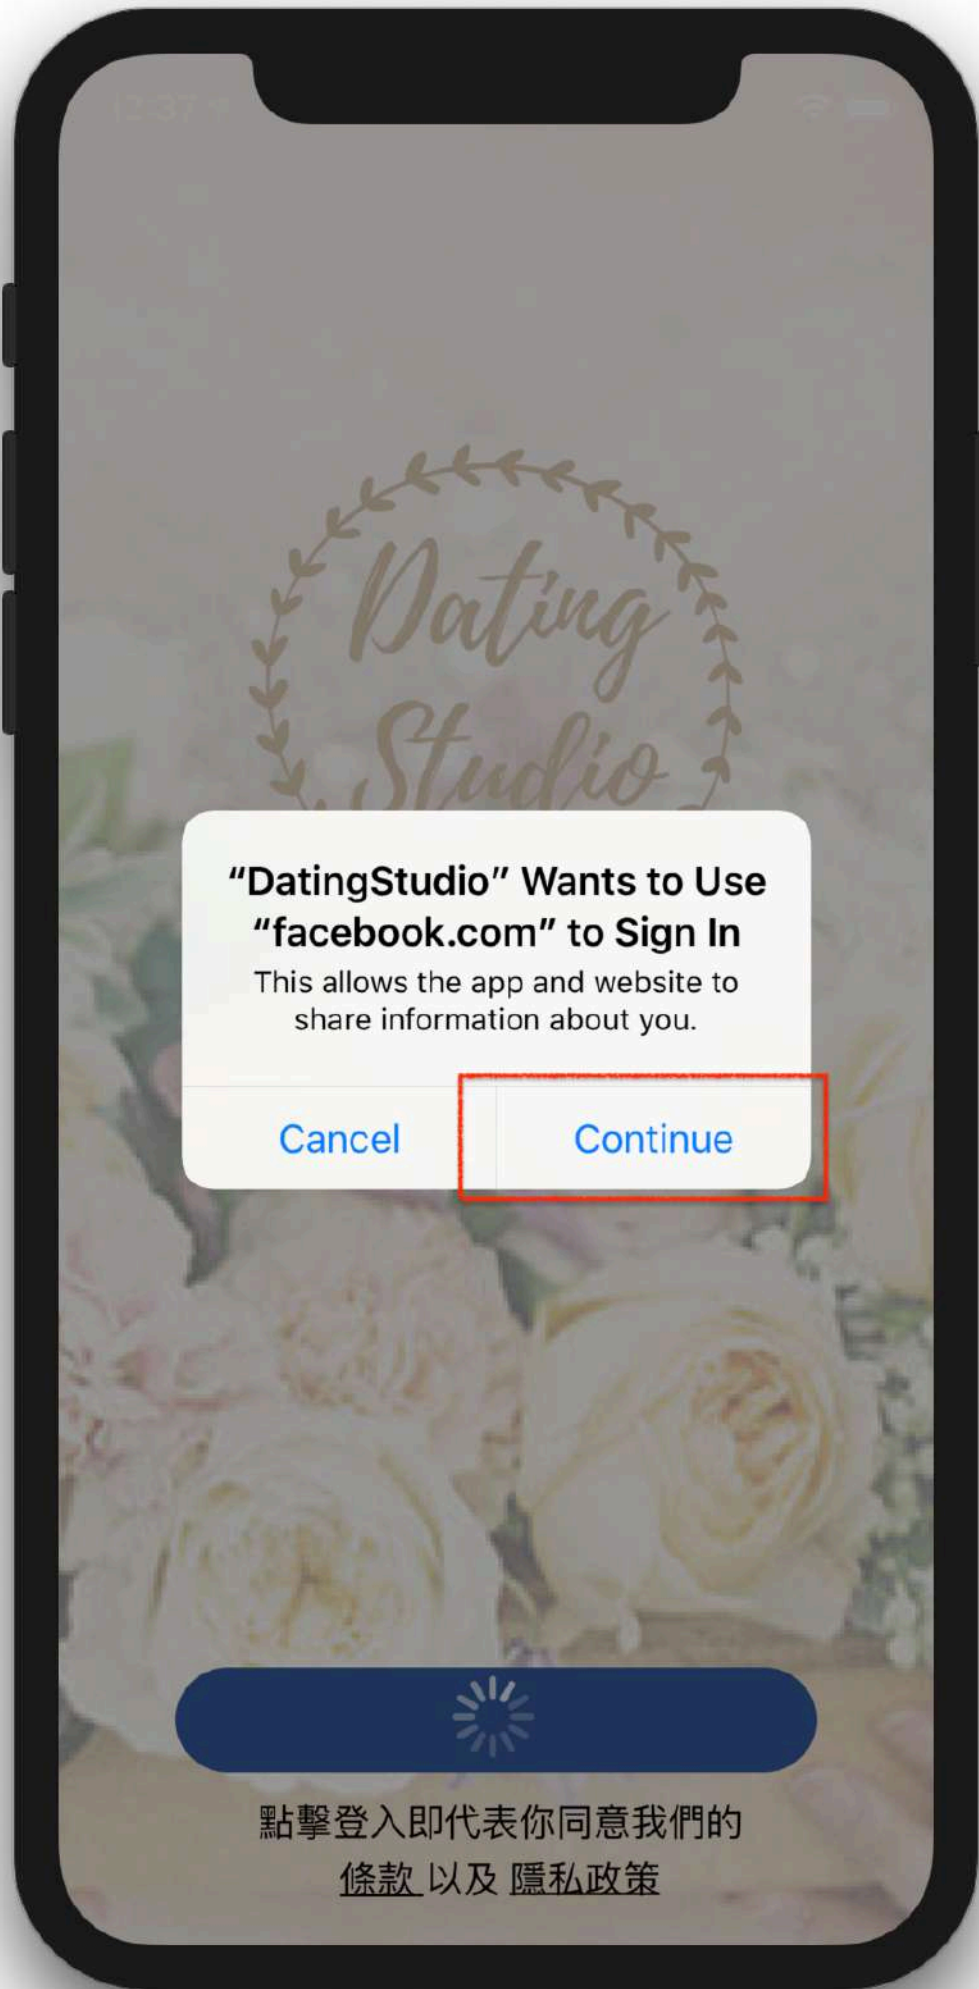 12:37
Dating
Studio
“DatingStudio” Wants to Use
“facebook.com” to Sign In
This allows the app and website to
share information about you.
Cancel
Continue
點擊登入即代表你同意我們的
條款 以及 隱私政策